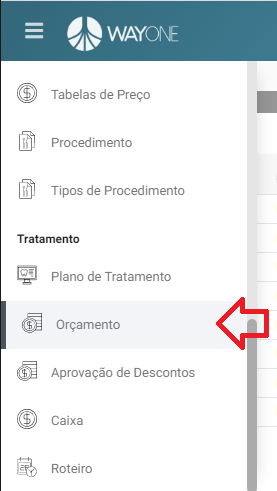 WAYONE
Tabelas de Preço
Procedimento
Tipos de Procedimento
Tratamento
Plano de Tratamento
Orçamento
Aprovação de Descontos
Caixa
Roteiro